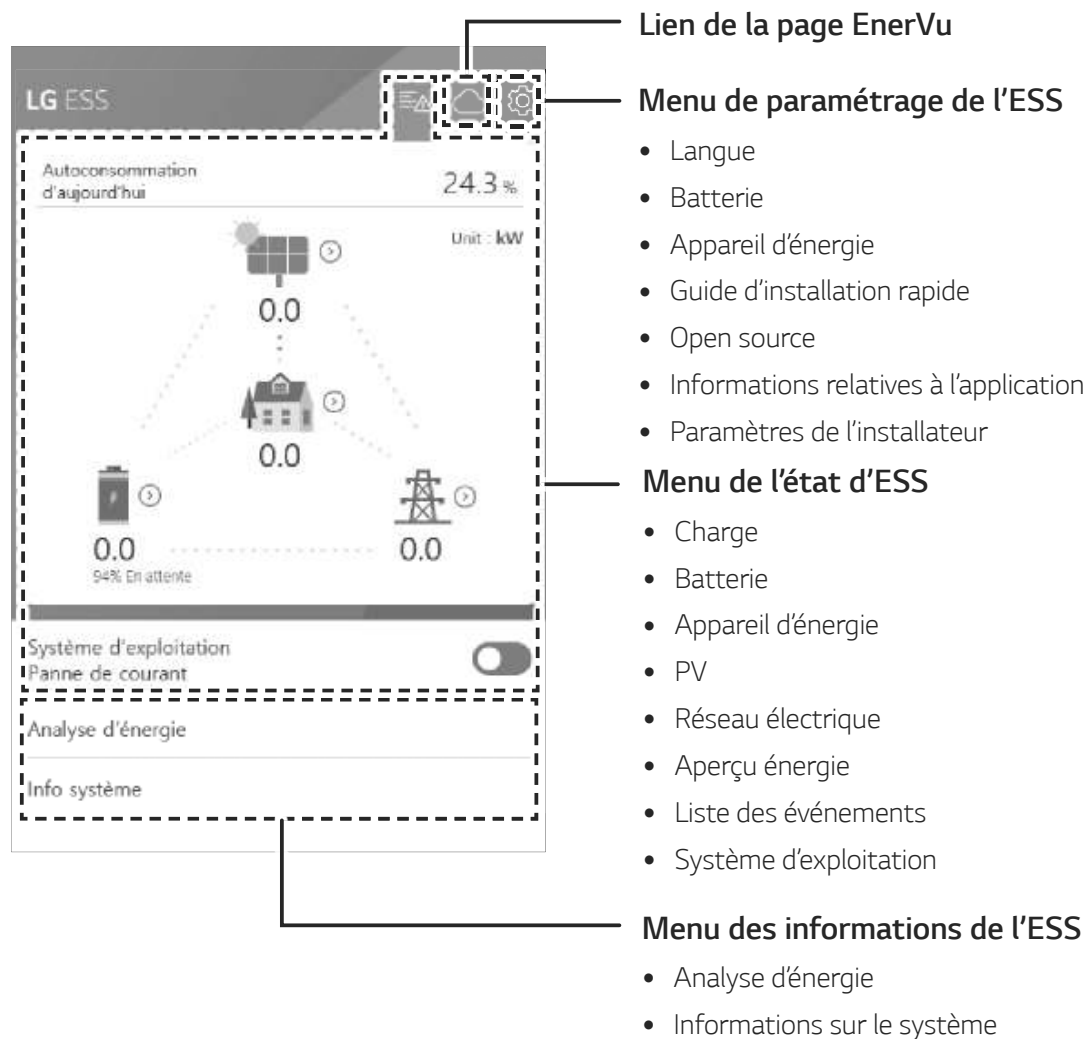 Lien de la page EnerVu
LG ESS
Menu de paramétrage de l'ESS
• Langue
• Batterie
• Appareil d'énergie
• Guide d'installation rapide
• Open source
• Informations relatives à l'application
• Paramètres de l'installateur
Autoconsommation
d'aujourd'hui
24.3 %
Unit : kW
0.0
0.0
0.0
94% En attente
0.0
Menu de l'état d'ESS
• Charge
• Batterie
• Appareil d'énergie
• PV
• Réseau électrique
• Aperçu énergie
• Liste des événements
• Système d'exploitation
Système d'exploitation
Panne de courant
Analyse d'énergie
Info système
Menu des informations de l'ESS
• Analyse d'énergie
• Informations sur le système